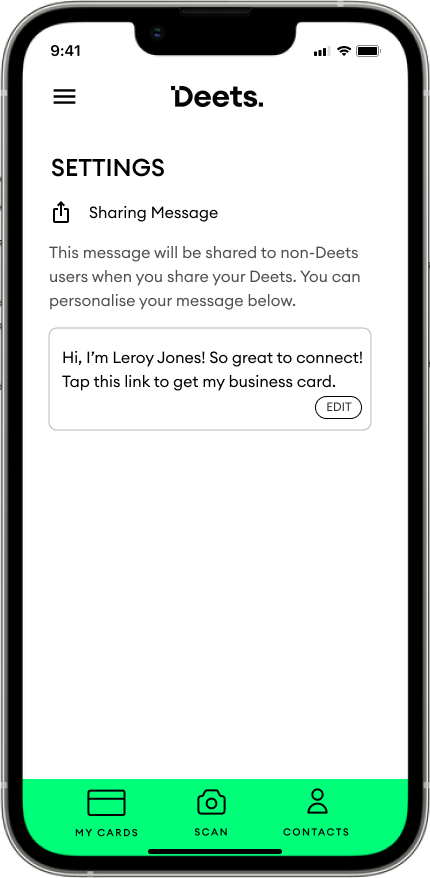 9:41
Deets.
SETTINGS
Sharing Message
This message will be shared to non-Deets
users when you share your Deets. You can
personalise your message below.
Hi, I’m Leroy Jones! So great to connect!
Tap this link to get my business card.
EDIT
MY CARDS
SCAN
CONTACTS